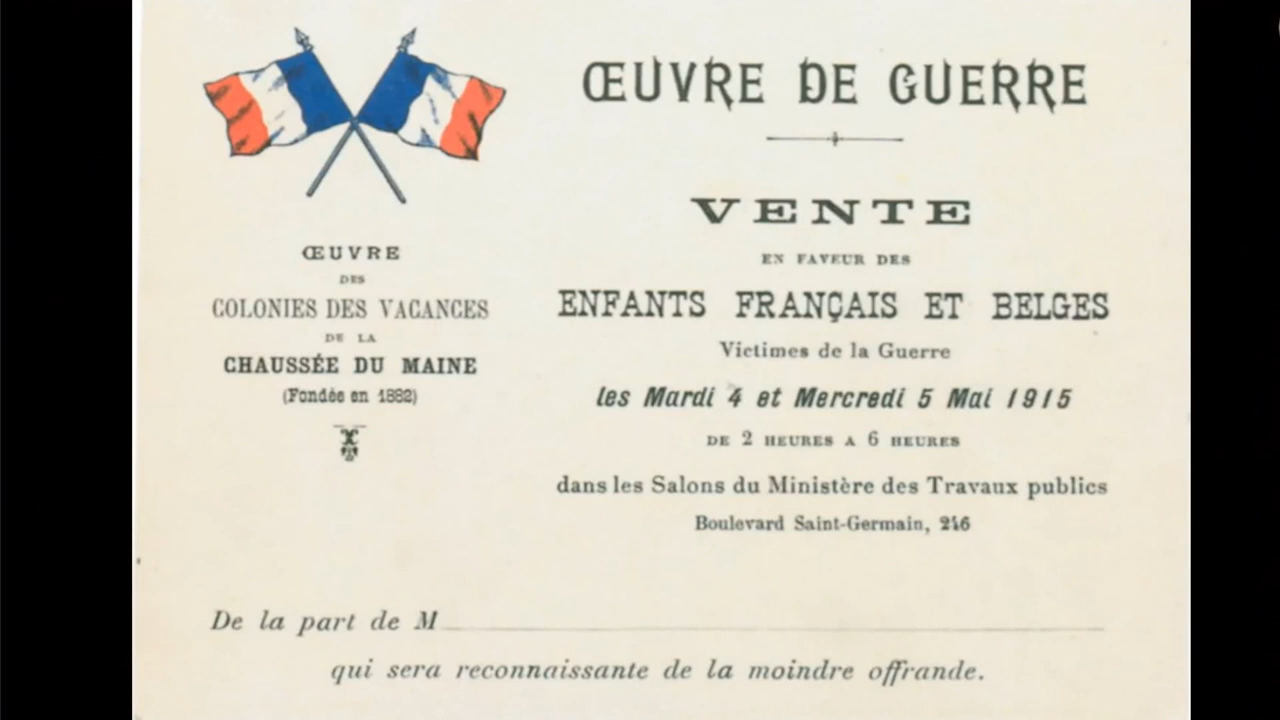 ŒUVRE
DES
COLONIES DES VACANCES
DE LA
CHAUSSÉE DU MAINE
(Fondée en 1882)
ŒUVRE DE GUERRE
VENTE
EN FAVEUR DES
ENFANTS FRANÇAIS ET BELGES
Victimes de la Guerre
les Mardi 4 et Mercredi 5 Mai 1915
DE 2 HEURES A 6 HEURES
dans les Salons du Ministère des Travaux publics
Boulevard Saint-Germain, 246
De la part de M
qui sera reconnaissante de la moindre offrande.